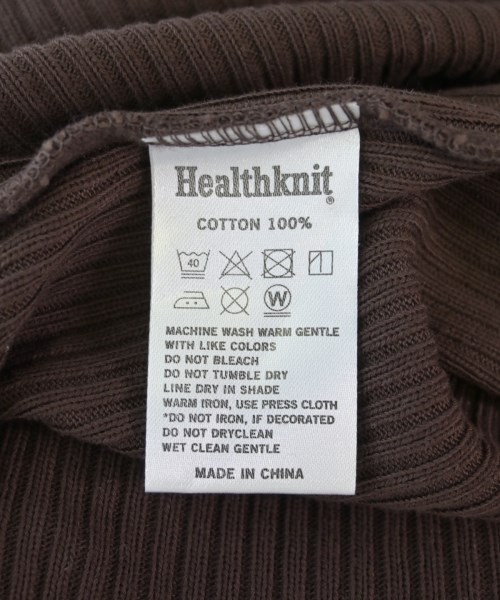 Healthknit®
COTTON 100%
40
W
MACHINE WASH WARM GENTLE
WITH LIKE COLORS
DO NOT BLEACH
DO NOT TUMBLE DRY
LINE DRY IN SHADE
WARM IRON, USE PRESS CLOTH
*DO NOT IRON, IF DECORATED
DO NOT DRYCLEAN
WET CLEAN GENTLE
MADE IN CHINA